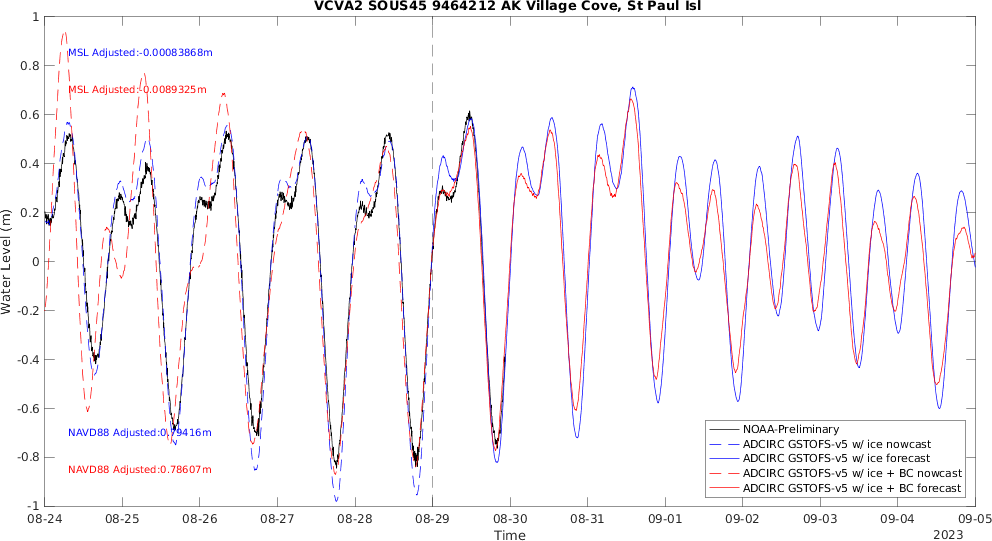 VCVA2 SOUS45 9464212 AK Village Cove, St Paul Isl
1
0.8
0.6
0.4
0.2
0
-0.2
-0.4
-0.6
-0.8
-1
Water Level (m)
MSL Adjusted:-0.00083868m
MSL Adjusted:-0.0089325m
NAVD88 Adjusted:0.79416m
NAVD88 Adjusted:0.78607m
NOAA-Preliminary
ADCIRC GSTOFS-v5 w/ ice nowcast
ADCIRC GSTOFS-v5 w/ ice forecast
ADCIRC GSTOFS-v5 w/ ice + BC nowcast
ADCIRC GSTOFS-v5 w/ ice + BC forecast
08-24 08-25 08-26 08-27 08-28 08-29 08-30 08-31 09-01 09-02 09-03 09-04 09-05
Time
2023